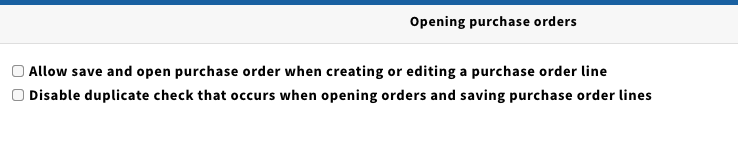 Opening purchase orders
Allow save and open purchase order when creating or editing a purchase order line
Disable duplicate check that occurs when opening orders and saving purchase order lines